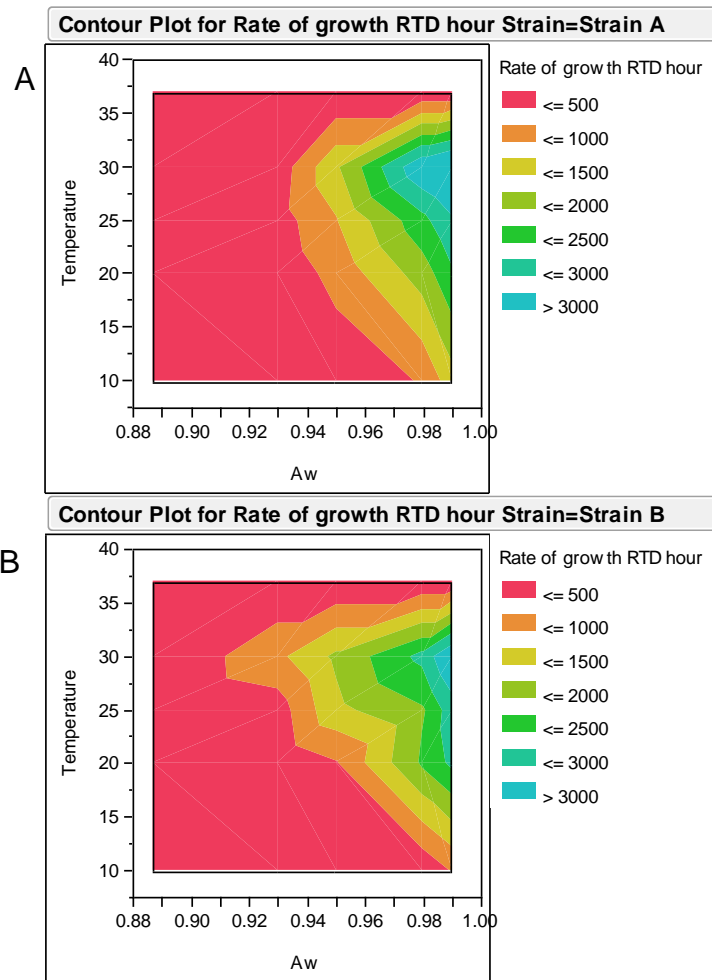 Contour Plot for Rate of growth RTD hour Strain=Strain A
A
Rate of growth RTD hour
<= 500
<= 1000
<= 1500
<= 2000
<= 2500
<= 3000
> 3000
Temperature
40
35
30
25
20
15
10
0.88 0.90 0.92 0.94 0.96 0.98 1.00
Aw
Contour Plot for Rate of growth RTD hour Strain=Strain B
B
Rate of growth RTD hour
<= 500
<= 1000
<= 1500
<= 2000
<= 2500
<= 3000
> 3000
Temperature
40
35
30
25
20
15
10
0.88 0.90 0.92 0.94 0.96 0.98 1.00
Aw